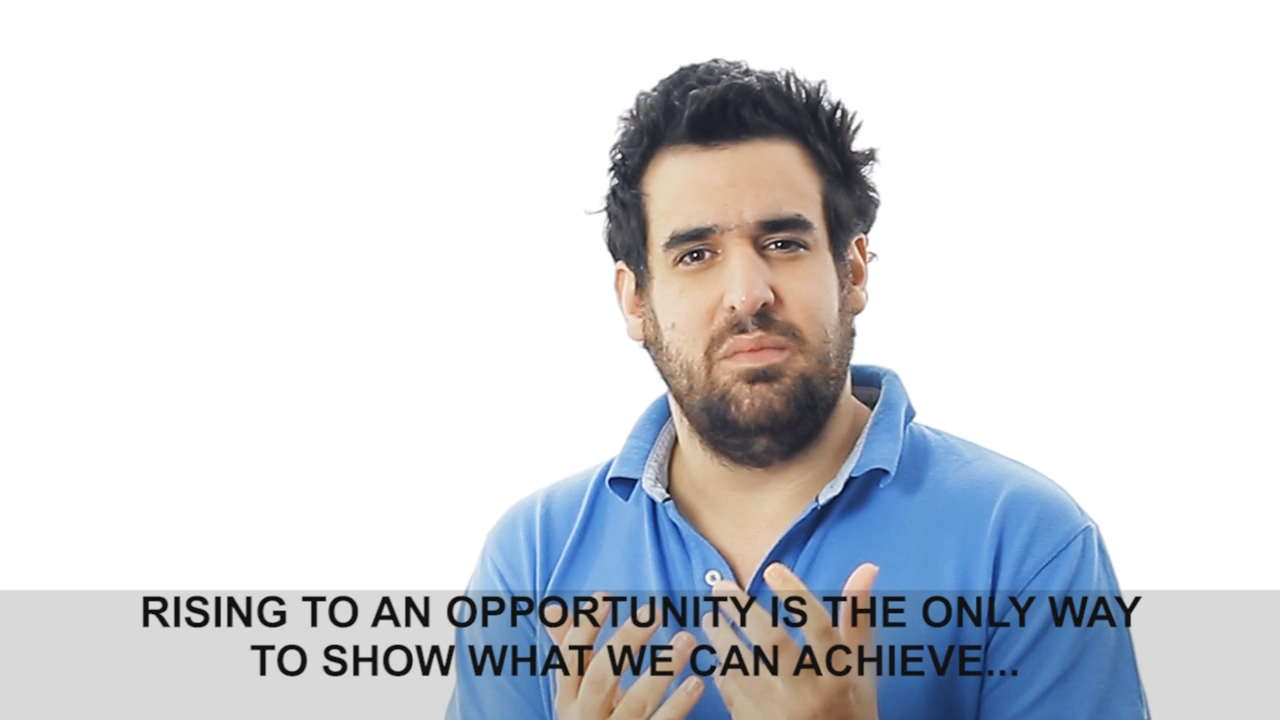 RISING TO AN OPPORTUNITY IS THE ONLY WAY
TO SHOW WHAT WE CAN ACHIEVE...